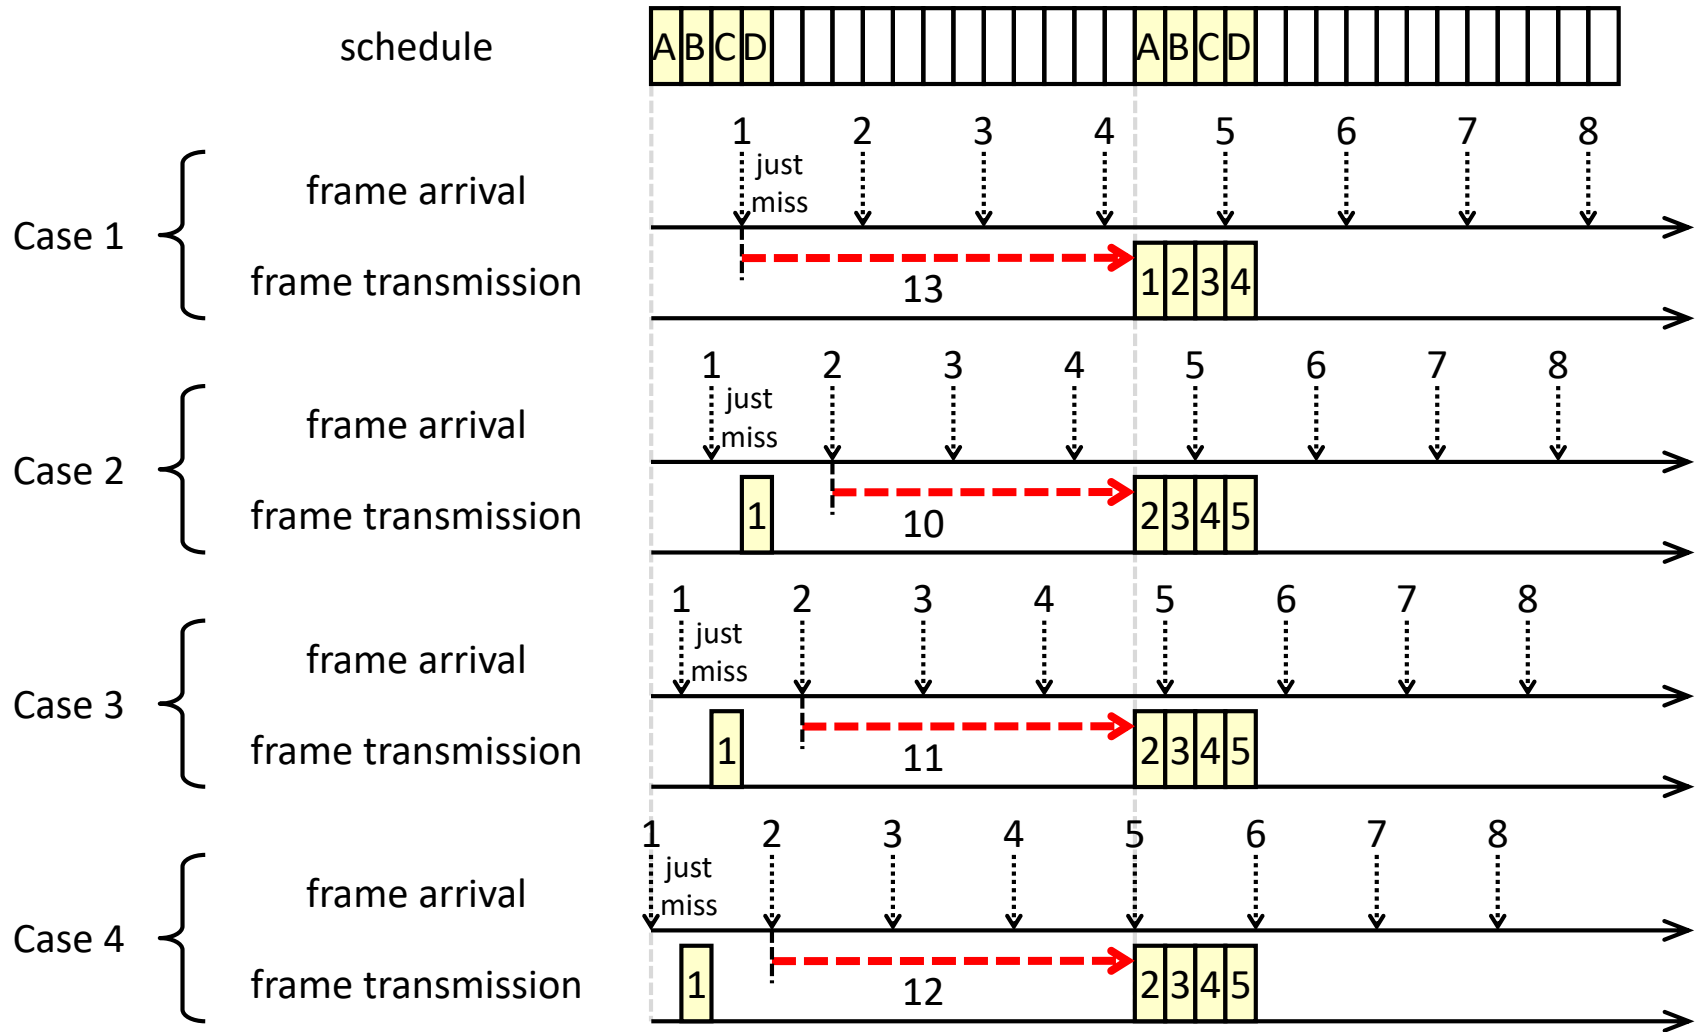 schedule A B C D A B C D
1 2 3 4 5 6 7 8
just
frame arrival
miss
Case 1
frame transmission 13 1 2 3 4
1 2 3 4 5 6 7 8
just
frame arrival
miss
Case 2
frame transmission 1 10 2 3 4 5
1 2 3 4 5 6 7 8
just
frame arrival
miss
Case 3
frame transmission 1 11 2 3 4 5
1 2 3 4 5 6 7 8
just
frame arrival
miss
Case 4
frame transmission 1 12 2 3 4 5